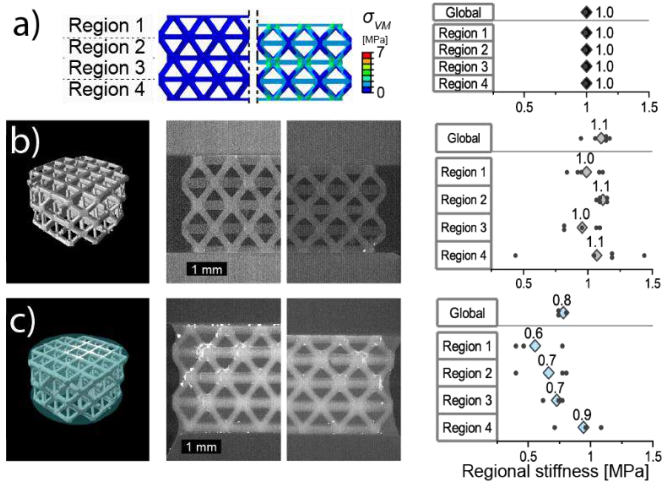 a)
Region 1
Region 2
Region 3
Region 4
σVM
[MPa]
7
0
Global
1.0
Region 1
1.0
Region 2
1.0
Region 3
1.0
Region 4
1.0
0.5
1
1.5
b)
1 mm
Global
1.1
Region 1
1.0
Region 2
1.1
Region 3
1.0
Region 4
1.1
0.5
1
1.5
c)
1 mm
Global
0.8
Region 1
0.6
Region 2
0.7
Region 3
0.7
Region 4
0.9
0.5
1
1.5
Regional stiffness [MPa]